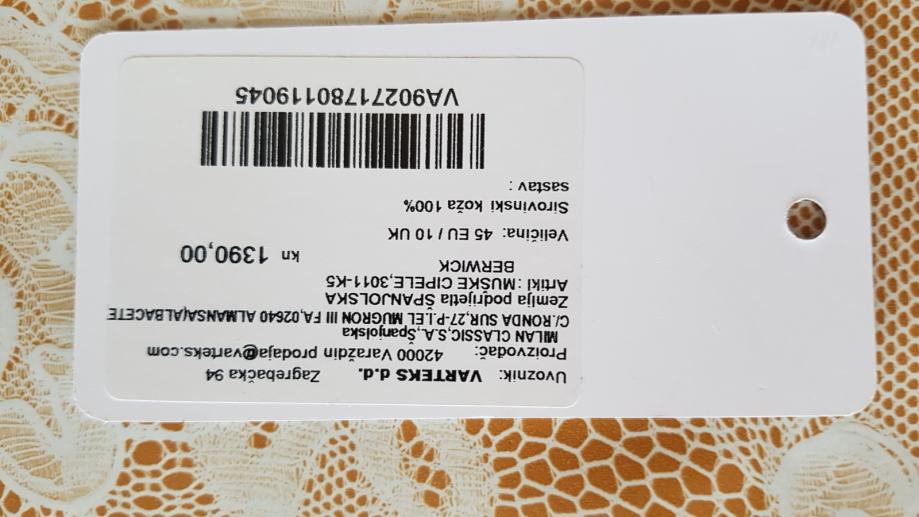 Uvoznik: VARTEKS d.d. Zagrebačka 94
42000 Varaždin prodaja@varteks.com
Proizvođač:
MILAN CLASSIC,S.A.,Španjolska
C/.RONDA SUR,27-P.I.EL MUGRON III FA,02640 ALMANSA(ALBACETE
Zemlja podrijetla ŠPANJOLSKA
Artikl : MUŠKE CIPELE,3011-K5
BERWICK
kn 1390,00
Veličina: 45 EU / 10 UK
Sirovinski koža 100%
sastav :
VA90271780119045